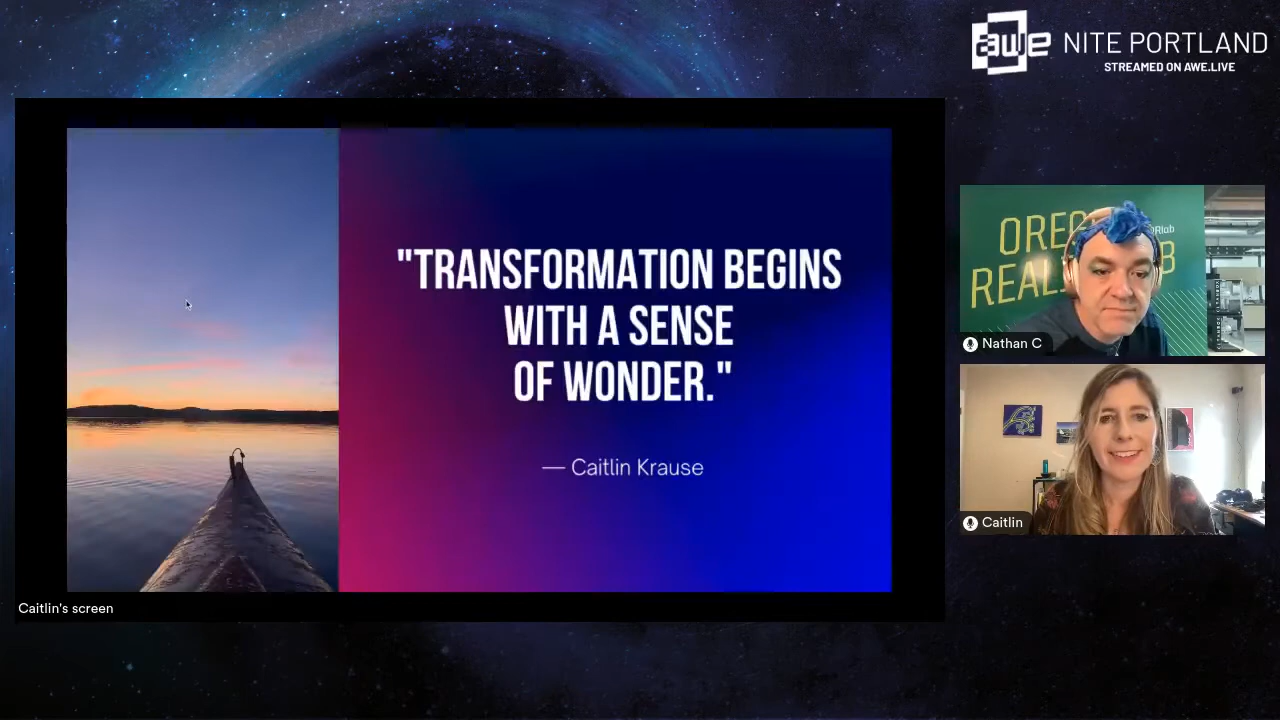 awe NITE PORTLAND
STREAMED ON AWE.LIVE
"TRANSFORMATION BEGINS
WITH A SENSE
OF WONDER."
— Caitlin Krause
Caitlin's screen
Nathan C
Caitlin